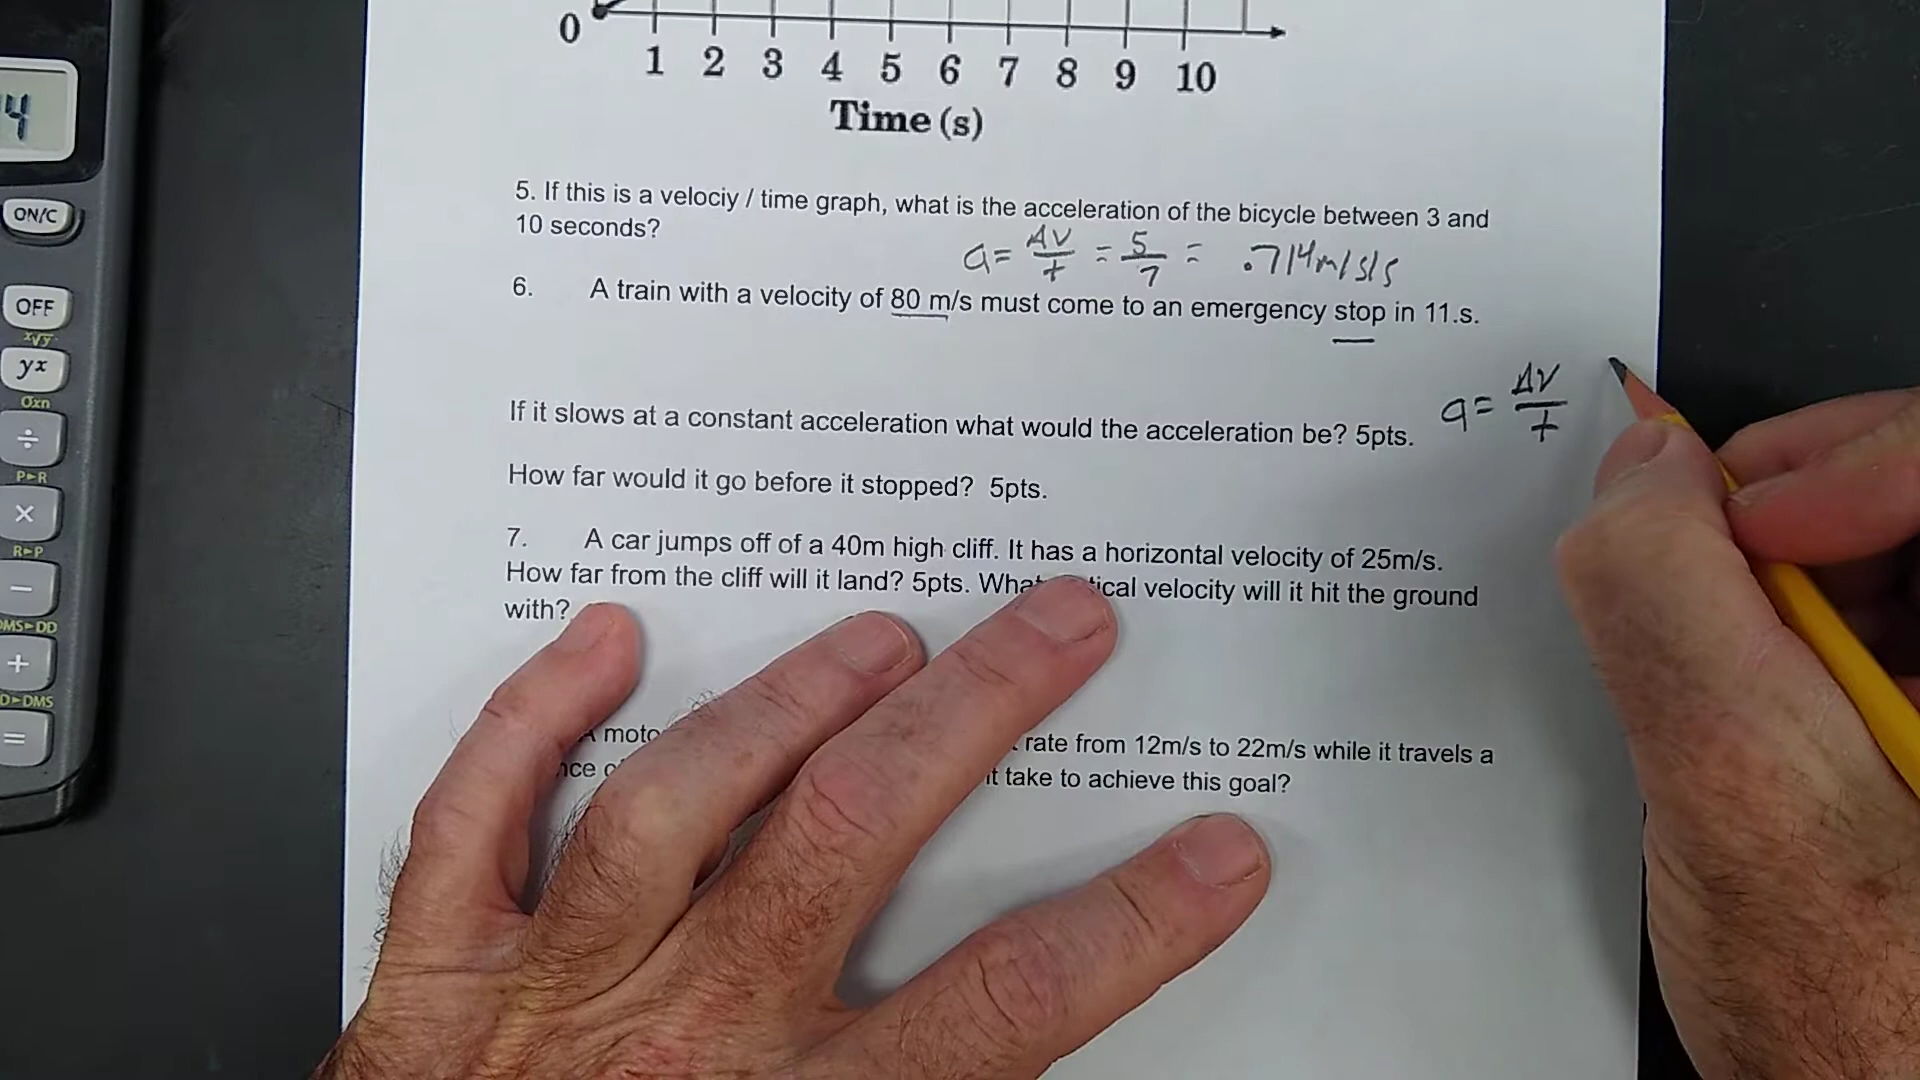 0
1 2 3 4 5 6 7 8 9 10
Time (s)
5. If this is a velociy / time graph, what is the acceleration of the bicycle between 3 and
10 seconds?
a = ΔV/t = 5/7 = .714m/s/s
6. A train with a velocity of 80 m/s must come to an emergency stop in 11.s.
If it slows at a constant acceleration what would the acceleration be? 5pts.
a = ΔV/t
How far would it go before it stopped? 5pts.
7. A car jumps off of a 40m high cliff. It has a horizontal velocity of 25m/s.
How far from the cliff will it land? 5pts. velocity will it hit the ground
with?
A rate from 12m/s to 22m/s while it travels a
it take to achieve this goal?
4
ON/C
OFF
x√y
yx
σxn
÷
P▸R
×
R▸P
−
DMS▸DD
+
D▸DMS
=